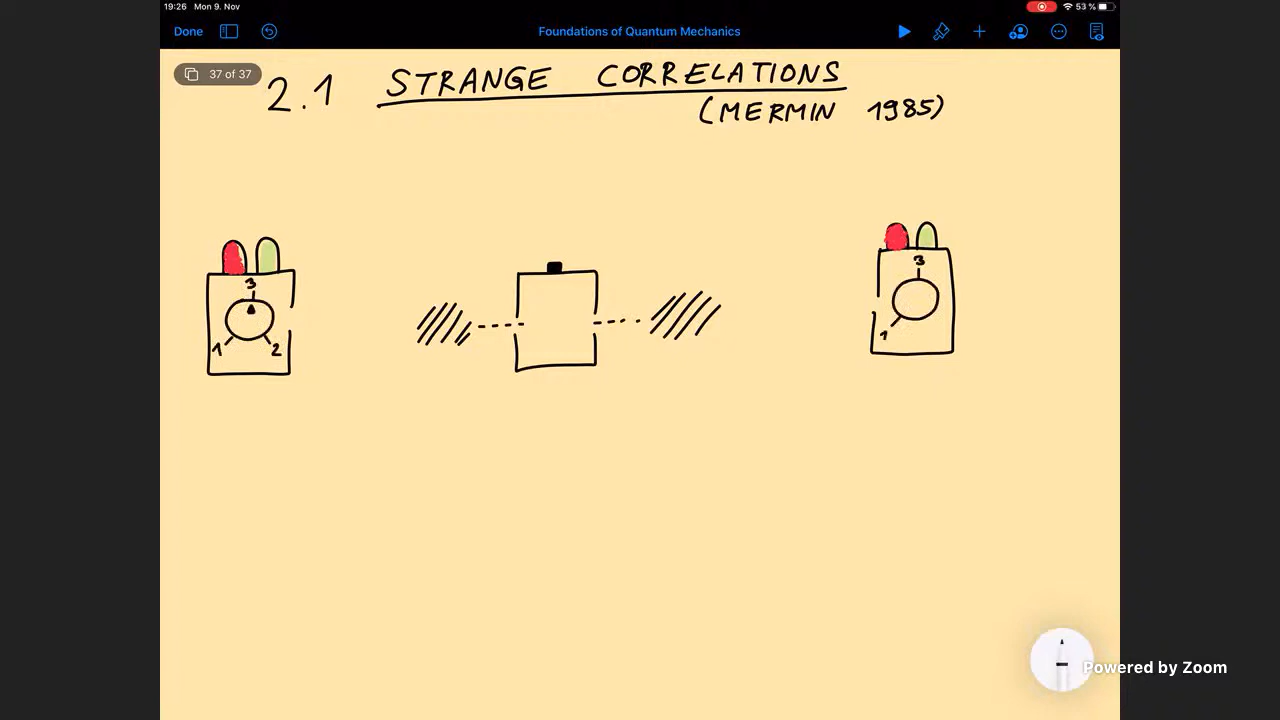 19:26 Mon 9. Nov 53 %
Done Foundations of Quantum Mechanics
37 of 37
2.1 STRANGE CORRELATIONS
(MERMIN 1985)
3
1 2
3
1
Powered by Zoom